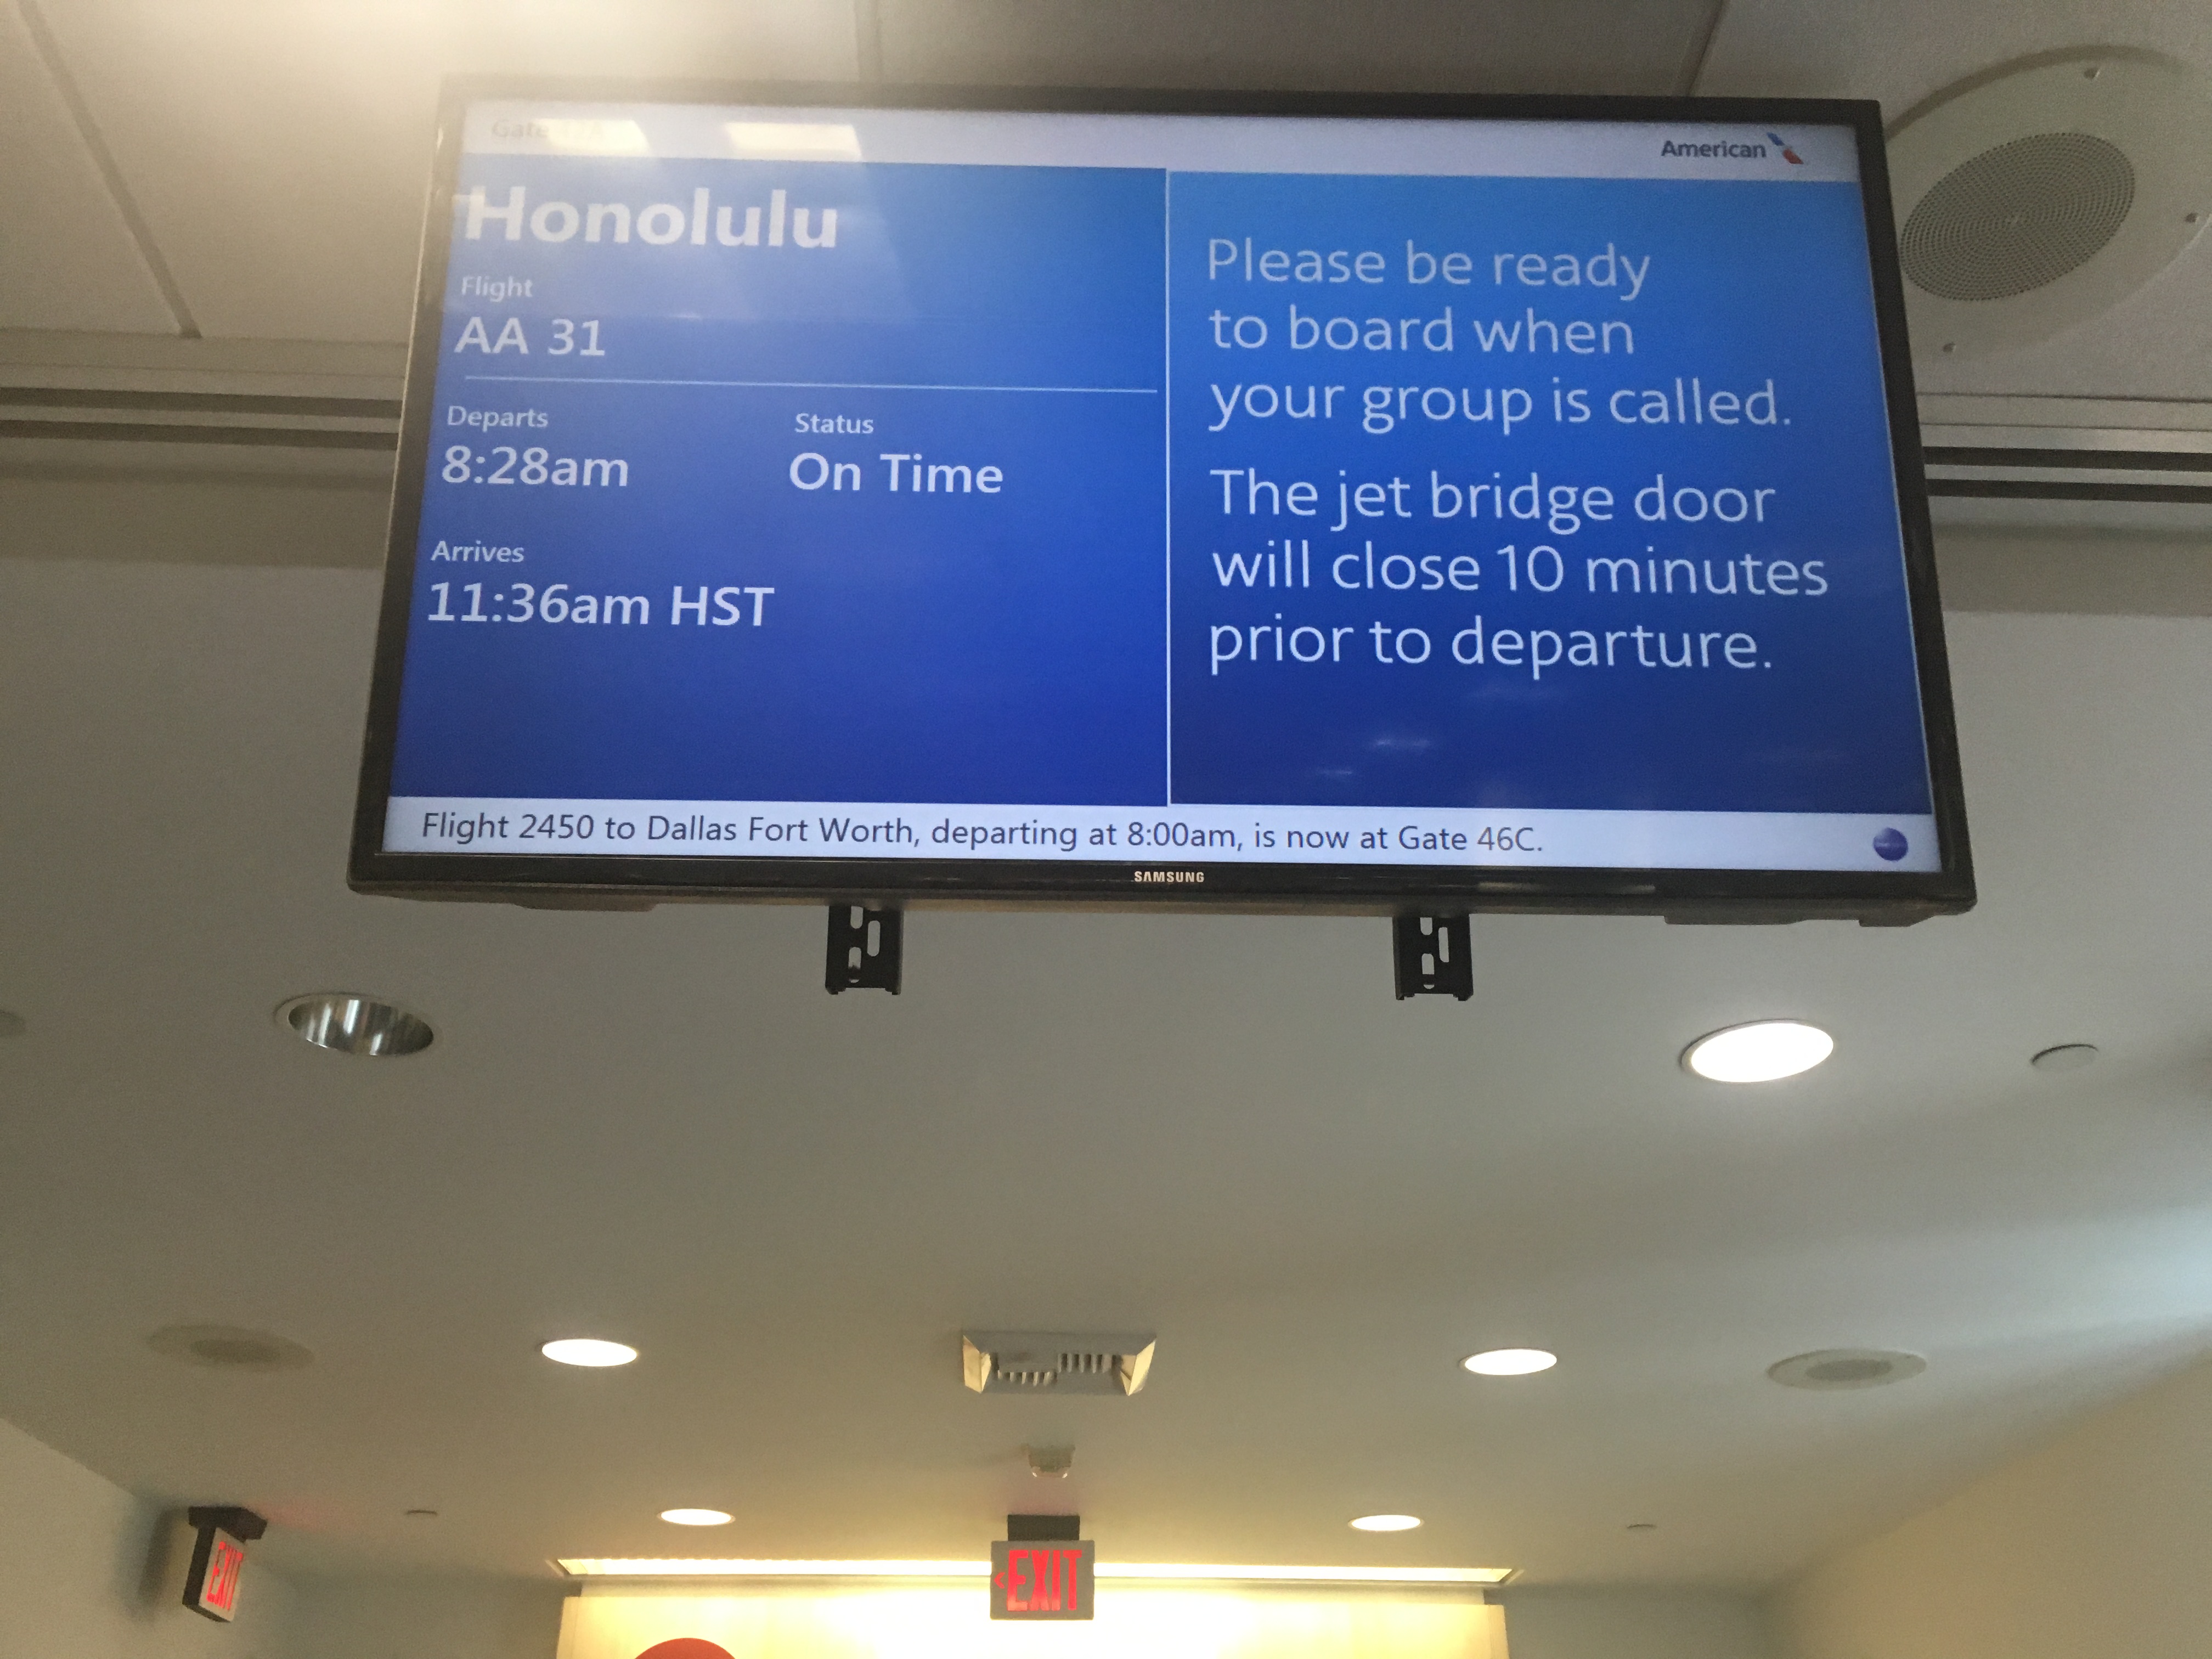 Gate
American
Honolulu
Flight
AA 31
Departs
8:28am
Status
On Time
Arrives
11:36am HST
Please be ready
to board when
your group is called.
The jet bridge door
will close 10 minutes
prior to departure.
Flight 2450 to Dallas Fort Worth, departing at 8:00am, is now at Gate 46C.
SAMSUNG
EXIT
<EXIT